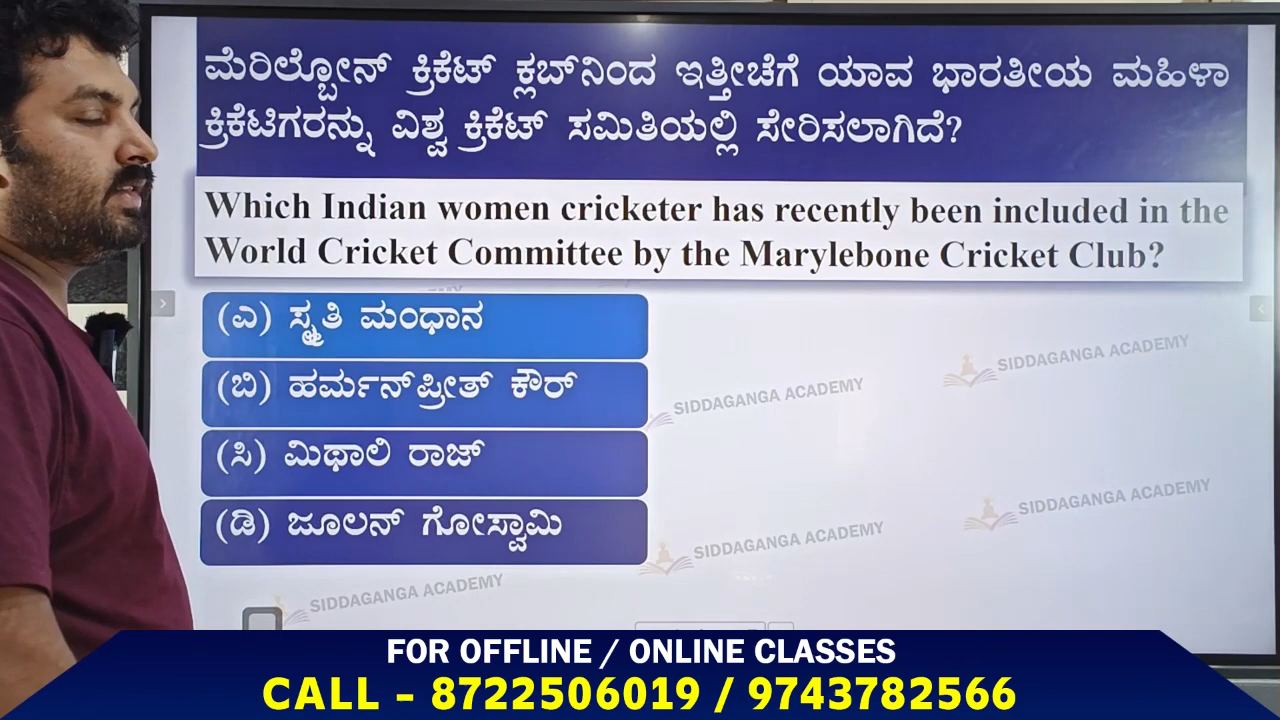 ಮೆರಿಲ್ಬೋನ್ ಕ್ರಿಕೆಟ್ ಕ್ಲಬ್‌ನಿಂದ ಇತ್ತೀಚೆಗೆ ಯಾವ ಭಾರತೀಯ ಮಹಿಳಾ
ಕ್ರಿಕೆಟಿಗರನ್ನು ವಿಶ್ವ ಕ್ರಿಕೆಟ್ ಸಮಿತಿಯಲ್ಲಿ ಸೇರಿಸಲಾಗಿದೆ?
Which Indian women cricketer has recently been included in the
World Cricket Committee by the Marylebone Cricket Club?
(ಎ) ಸ್ಮೃತಿ ಮಂಧಾನ
(ಬಿ) ಹರ್ಮನ್‌ಪ್ರೀತ್ ಕೌರ್
(ಸಿ) ಮಿಥಾಲಿ ರಾಜ್
(ಡಿ) ಜೂಲನ್ ಗೋಸ್ವಾಮಿ
SIDDAGANGA ACADEMY
SIDDAGANGA ACADEMY
SIDDAGANGA ACADEMY
SIDDAGANGA ACADEMY
SIDDAGANGA ACADEMY
FOR OFFLINE / ONLINE CLASSES
CALL – 8722506019 / 9743782566